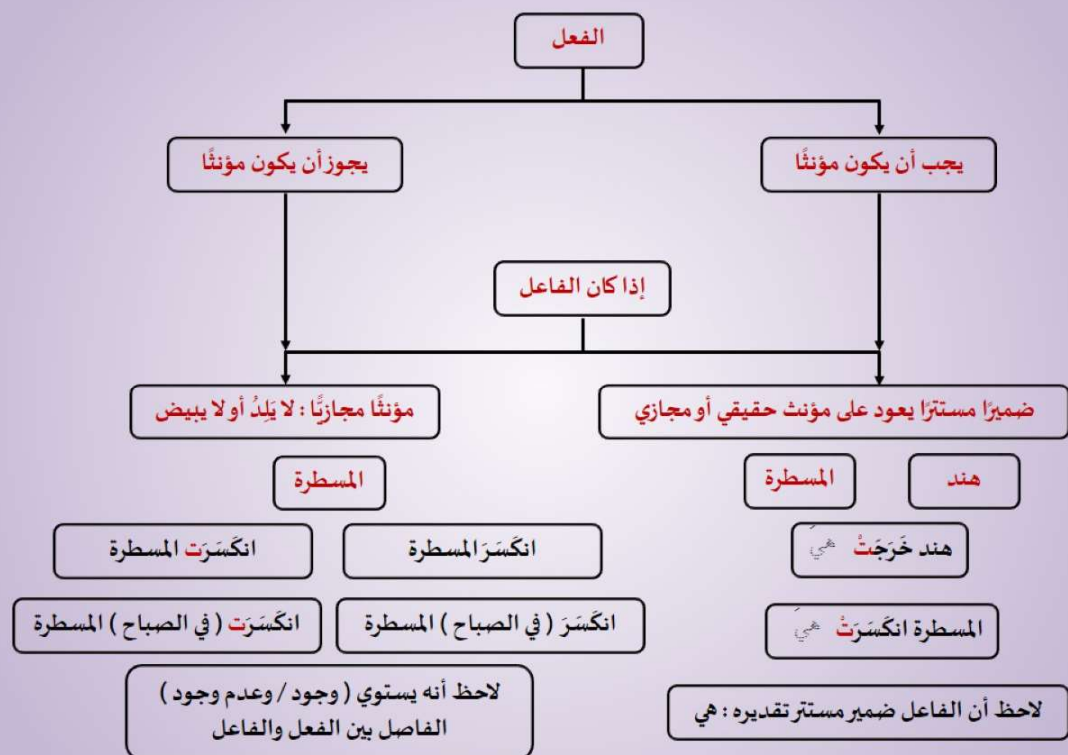 الفعل
يجب أن يكون مؤنثًا
يجوز أن يكون مؤنثًا
إذا كان الفاعل
ضميرًا مستترًا يعود على مؤنث حقيقي أو مجازي
مؤنثًا مجازيًّا : لا يَلِدُ أو لا يبيض
هند
المسطرة
المسطرة
هند خَرَجَتْ هيَ
انكَسَرَ المسطرة
انكَسَرَت المسطرة
المسطرة انكَسَرَتْ هيَ
انكَسَرَ ( في الصباح ) المسطرة
انكَسَرَت ( في الصباح ) المسطرة
لاحظ أن الفاعل ضمير مستتر تقديره : هي
لاحظ أنه يستوي ( وجود / وعدم وجود )
الفاصل بين الفعل والفاعل